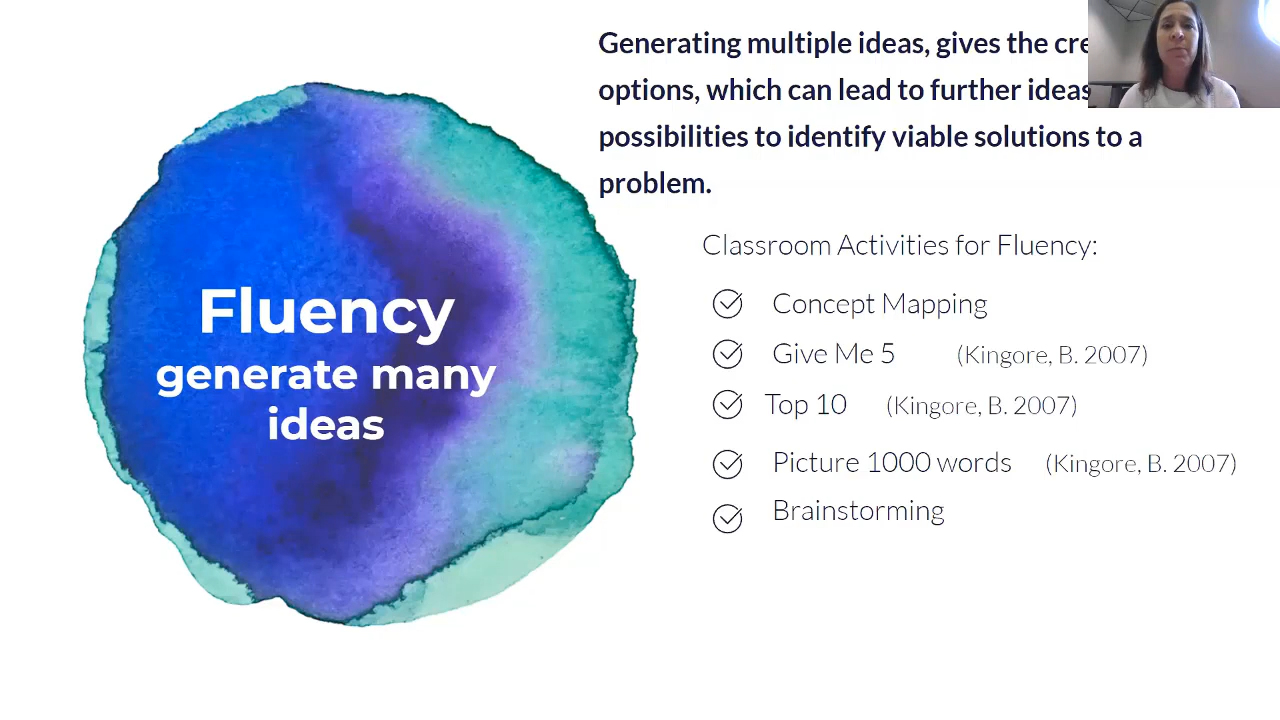 Fluency
generate many
ideas
Generating multiple ideas, gives the
options, which can lead to further ideas
possibilities to identify viable solutions to a
problem.
Classroom Activities for Fluency:
Concept Mapping
Give Me 5 (Kingore, B. 2007)
Top 10 (Kingore, B. 2007)
Picture 1000 words (Kingore, B. 2007)
Brainstorming